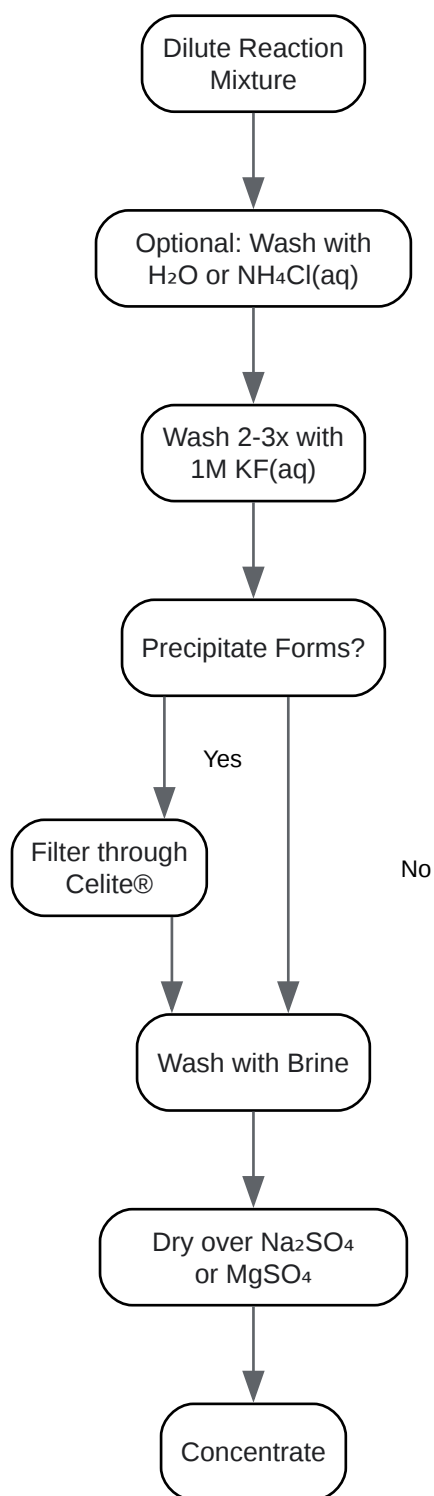 Dilute Reaction
Mixture
Optional: Wash with
H₂O or NH₄Cl(aq)
Wash 2-3x with
1M KF(aq)
Precipitate Forms?
Yes
Filter through
Celite®
No
Wash with Brine
Dry over Na₂SO₄
or MgSO₄
Concentrate